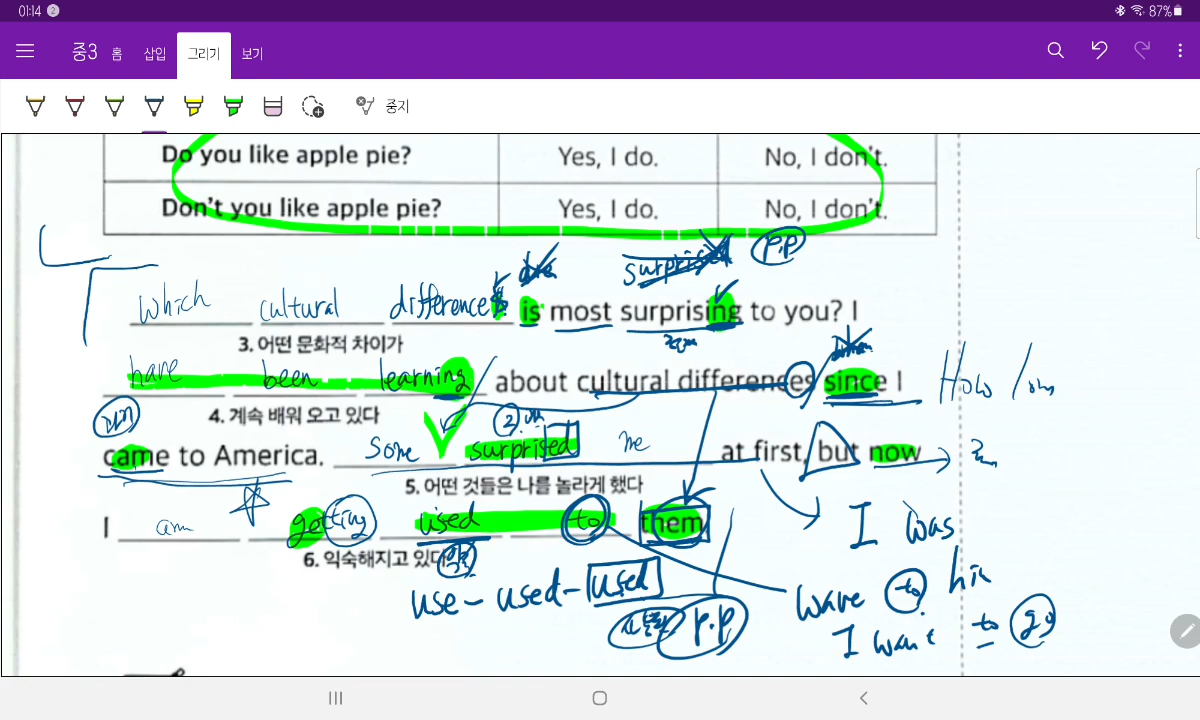 01:14 2 87%
중3 홈 삽입 그리기 보기
중지
Do you like apple pie? Yes, I do. No, I don't.
Don't you like apple pie? Yes, I do. No, I don't.
surprised p.p
which cultural difference is most surprising to you? I
3. 어떤 문화적 차이가
have been learning about cultural differences since I How long
4. 계속 배워 오고 있다
came to America. some surprised me at first, but now
5. 어떤 것들은 나를 놀라게 했다
I am getting used to them I was
6. 익숙해지고 있다
use - used - used wave to him
p.p I want to go